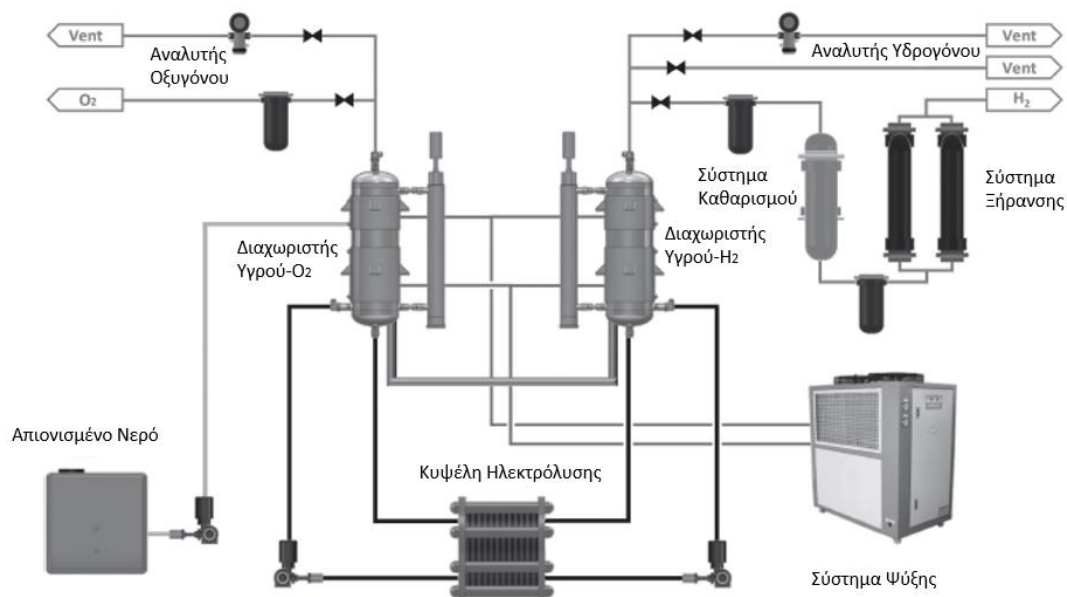 Vent
Αναλυτής
Οξυγόνου
O₂
Αναλυτής Υδρογόνου
Vent
Vent
H₂
Σύστημα
Καθαρισμού
Σύστημα
Ξήρανσης
Διαχωριστής
Υγρού-O₂
Διαχωριστής
Υγρού-H₂
Απιονισμένο Νερό
Κυψέλη Ηλεκτρόλυσης
Σύστημα Ψύξης